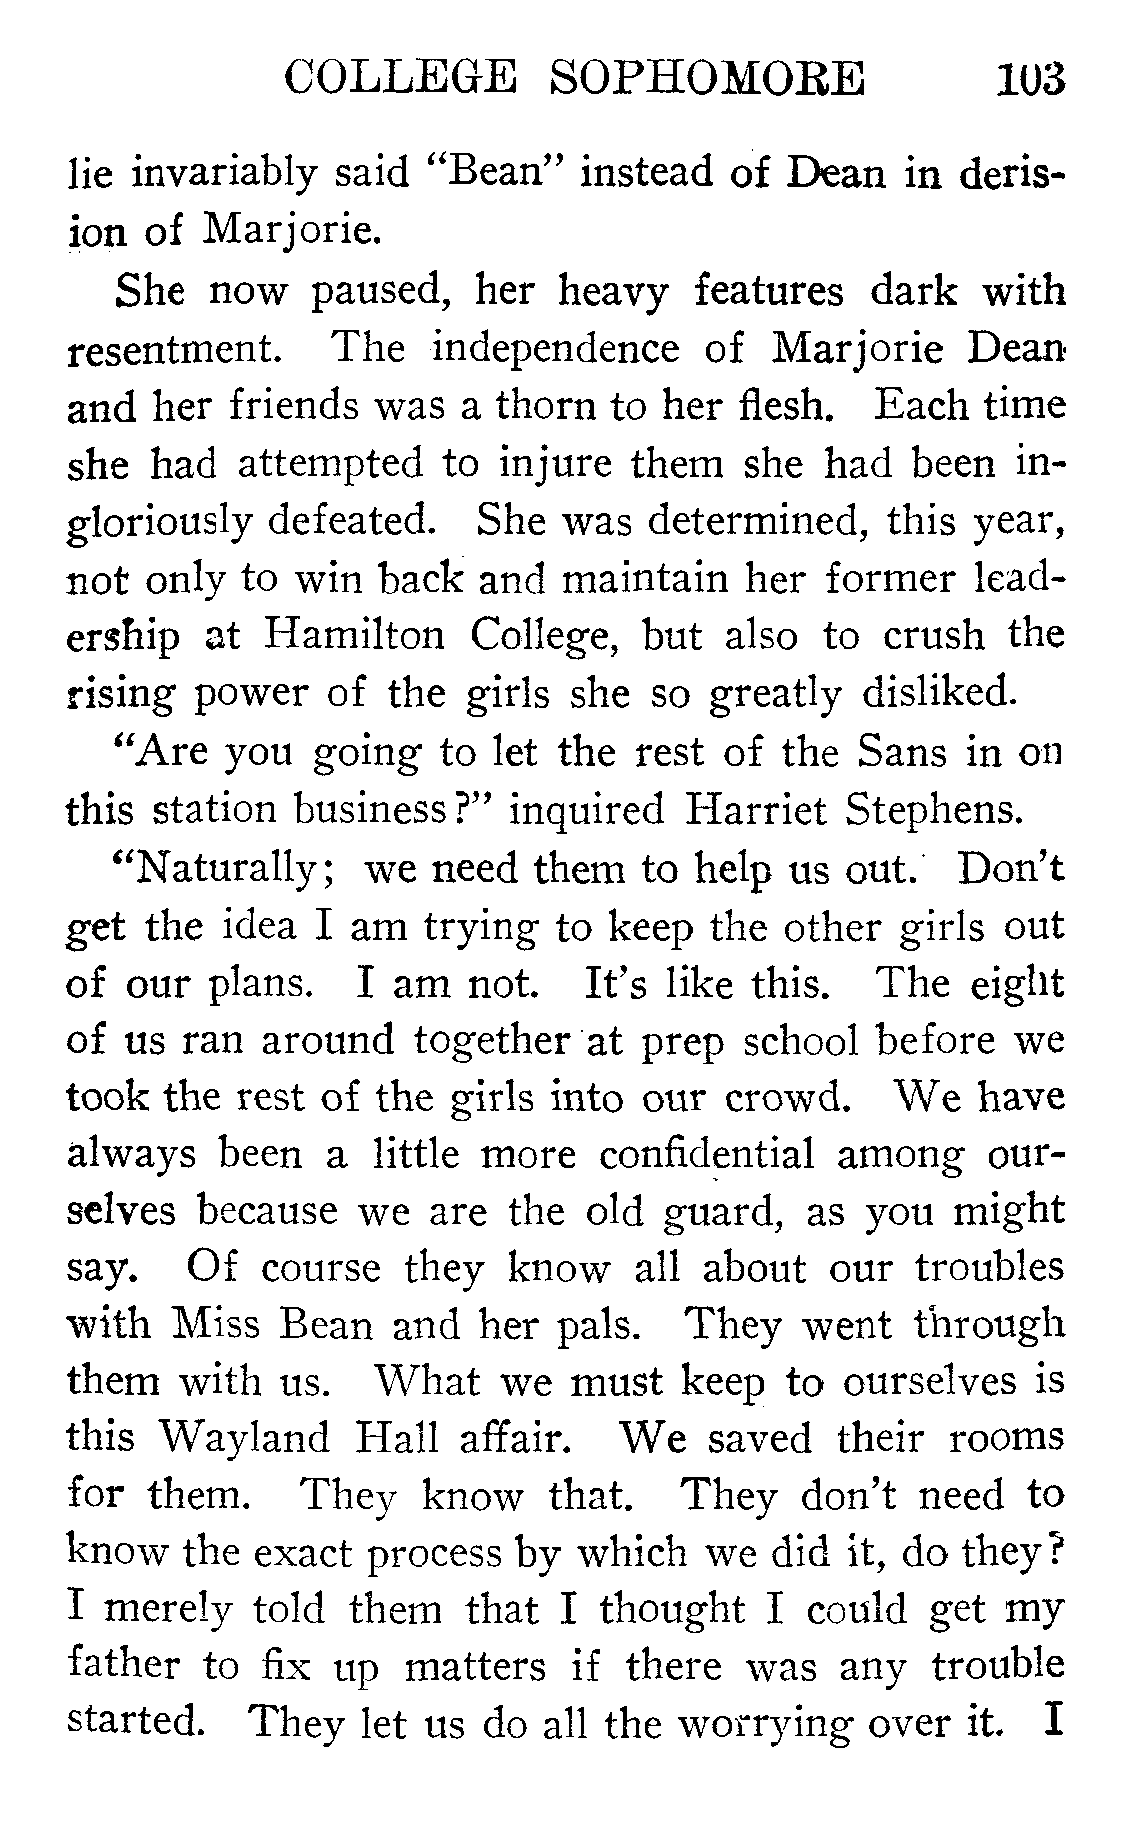 COLLEGE SOPHOMORE 103
lie invariably said “Bean” instead of Dean in deris-
ion of Marjorie.
She now paused, her heavy features dark with
resentment. The independence of Marjorie Dean
and her friends was a thorn to her flesh. Each time
she had attempted to injure them she had been in-
gloriously defeated. She was determined, this year,
not only to win back and maintain her former lead-
ership at Hamilton College, but also to crush the
rising power of the girls she so greatly disliked.
“Are you going to let the rest of the Sans in on
this station business?” inquired Harriet Stephens.
“Naturally; we need them to help us out. Don’t
get the idea I am trying to keep the other girls out
of our plans. I am not. It’s like this. The eight
of us ran around together at prep school before we
took the rest of the girls into our crowd. We have
always been a little more confidential among our-
selves because we are the old guard, as you might
say. Of course they know all about our troubles
with Miss Bean and her pals. They went through
them with us. What we must keep to ourselves is
this Wayland Hall affair. We saved their rooms
for them. They know that. They don’t need to
know the exact process by which we did it, do they?
I merely told them that I thought I could get my
father to fix up matters if there was any trouble
started. They let us do all the worrying over it. I